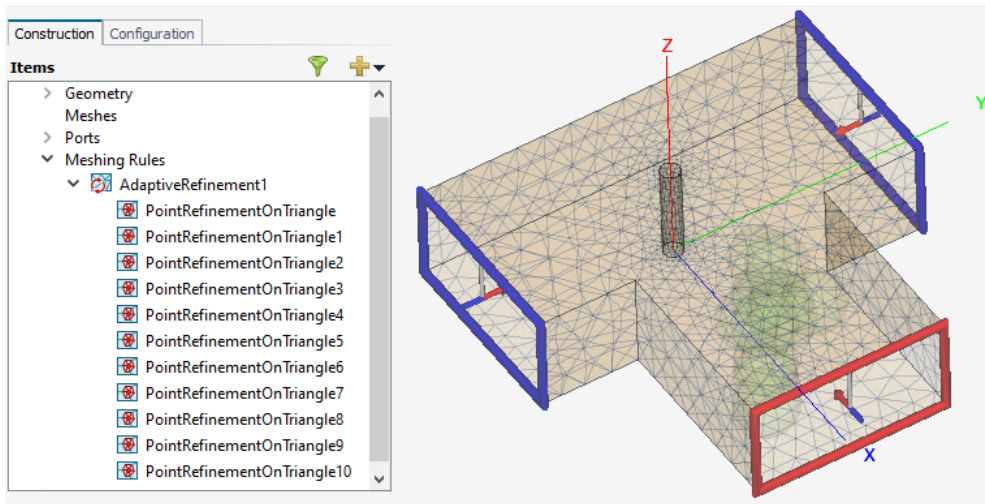 Construction Configuration
Items
Geometry
Meshes
Ports
Meshing Rules
AdaptiveRefinement1
PointRefinementOnTriangle
PointRefinementOnTriangle1
PointRefinementOnTriangle2
PointRefinementOnTriangle3
PointRefinementOnTriangle4
PointRefinementOnTriangle5
PointRefinementOnTriangle6
PointRefinementOnTriangle7
PointRefinementOnTriangle8
PointRefinementOnTriangle9
PointRefinementOnTriangle10
Z
Y
X